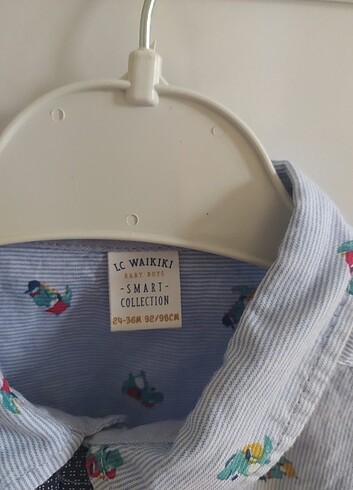 LC WAIKIKI
BABY BOYS
-SMART-
COLLECTION
24-36M 92/98CM